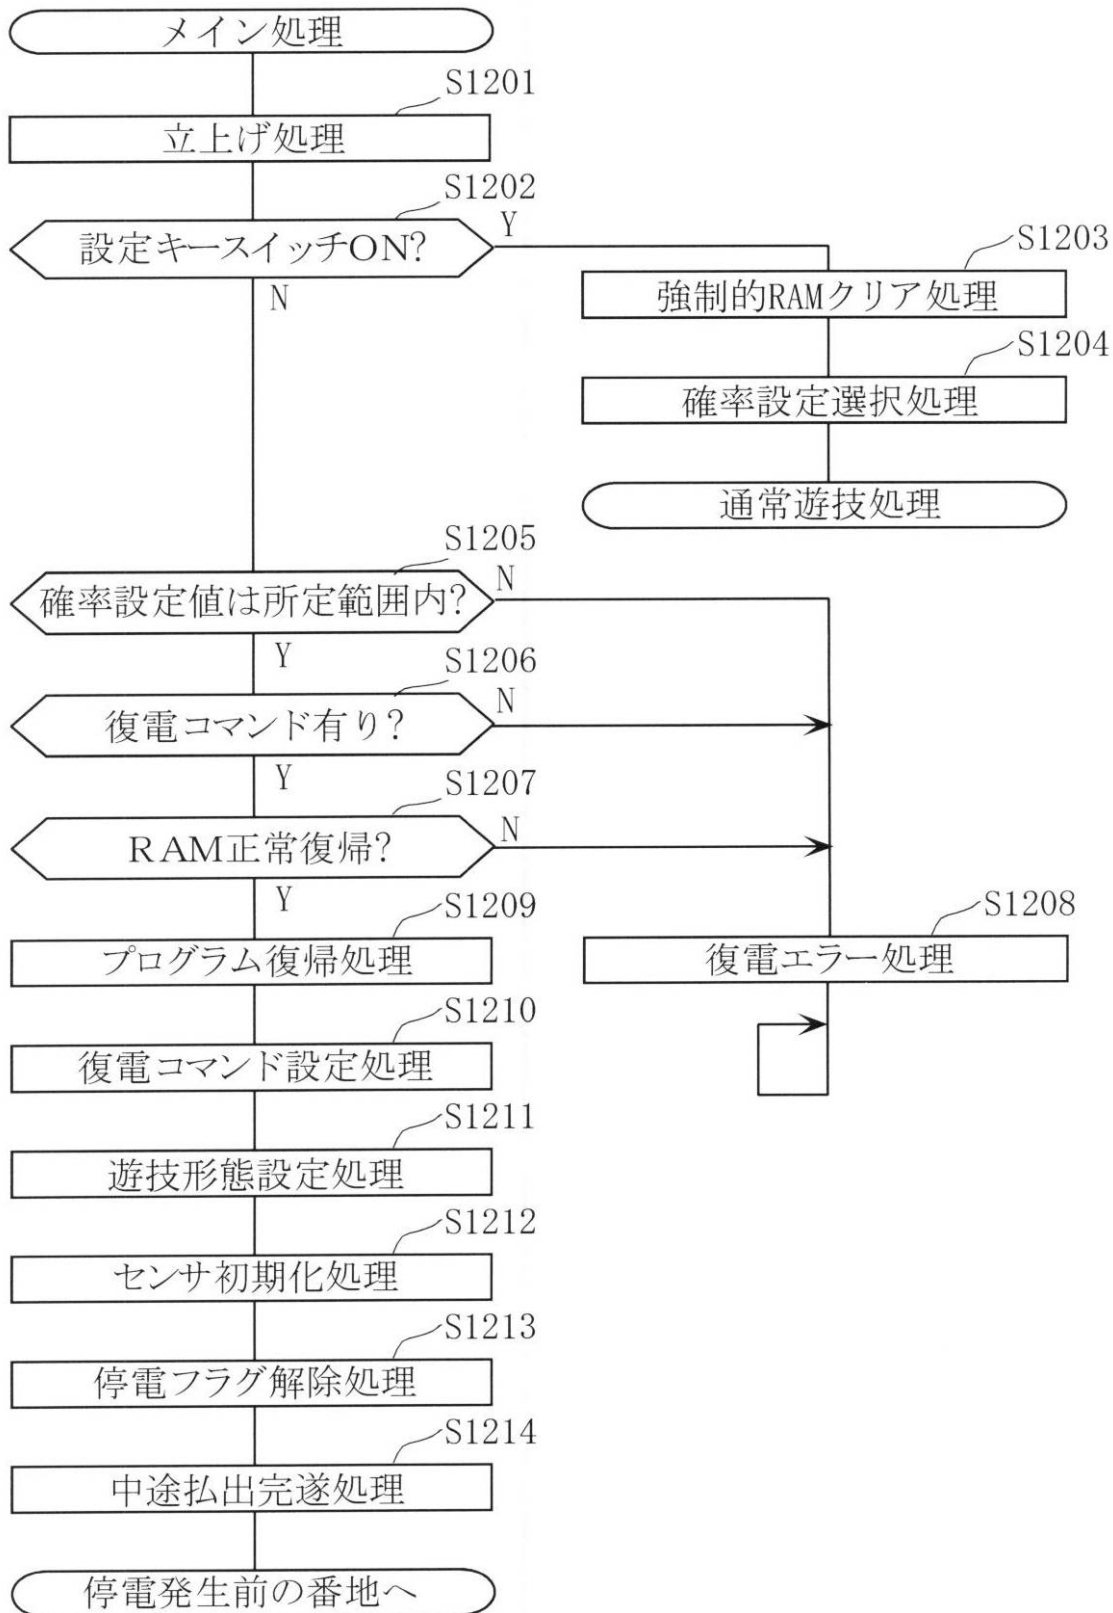 メイン処理
S1201
立上げ処理
S1202
設定キースイッチON?
Y
N
S1203
強制的RAMクリア処理
S1204
確率設定選択処理
通常遊技処理
S1205
確率設定値は所定範囲内?
N
Y
S1206
復電コマンド有り?
N
Y
S1207
RAM正常復帰?
N
Y
S1208
復電エラー処理
S1209
プログラム復帰処理
S1210
復電コマンド設定処理
S1211
遊技形態設定処理
S1212
センサ初期化処理
S1213
停電フラグ解除処理
S1214
中途払出完遂処理
停電発生前の番地へ